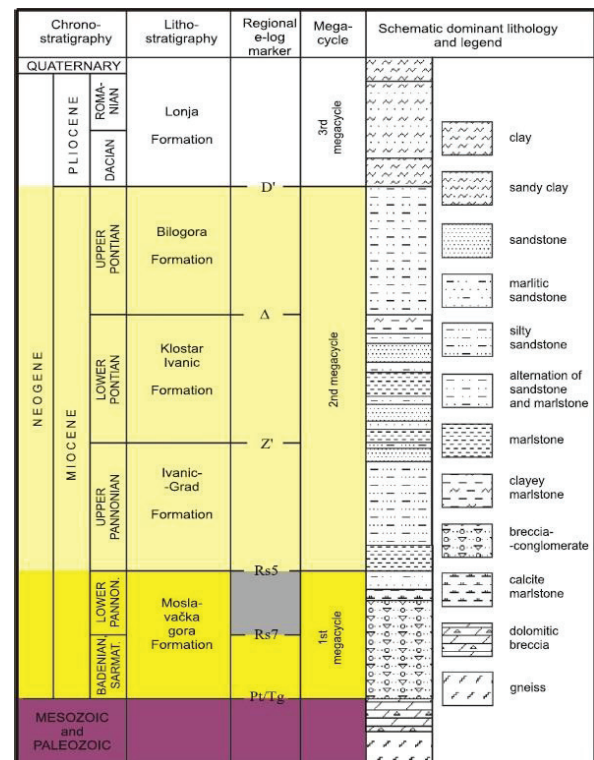 Chrono-
stratigraphy
Litho-
stratigraphy
Regional
e-log
marker
Mega-
cycle
Schematic dominant lithology
and legend
QUATERNARY
NEOGENE
PLIOCENE
ROMA-
NIAN
DACIAN
Lonja
Formation
3rd
megacycle
D'
MIOCENE
UPPER
PONTIAN
Bilogora
Formation
Δ
LOWER
PONTIAN
Klostar
Ivanic
Formation
2nd megacycle
Z'
UPPER
PANNONIAN
Ivanic-
-Grad
Formation
Rs5
LOWER
PANNON.
Mosla-
vačka
gora
Formation
Rs7
1st
megacycle
BADENIAN,
SARMAT.
Pt/Tg
MESOZOIC
and
PALEOZOIC
clay
sandy clay
sandstone
marlitic
sandstone
silty
sandstone
alternation of
sandstone
and marlstone
marlstone
clayey
marlstone
breccia-
-conglomerate
calcite
marlstone
dolomitic
breccia
gneiss